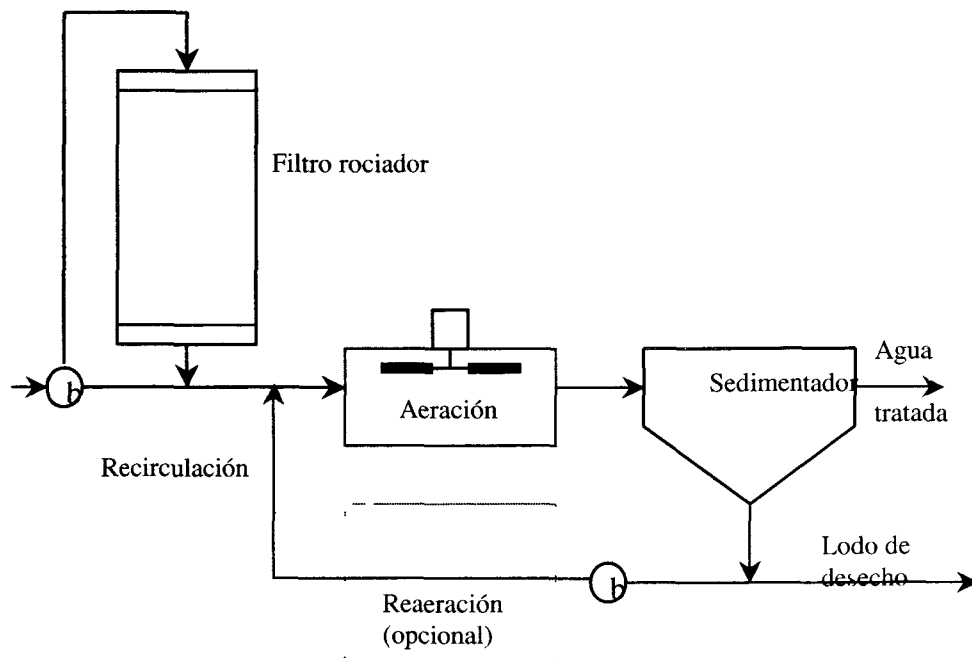 Filtro rociador
Agua
Sedimentador
Aeración
tratada
b
Recirculación
Lodo de
desecho
b
Reaeración
(opcional)